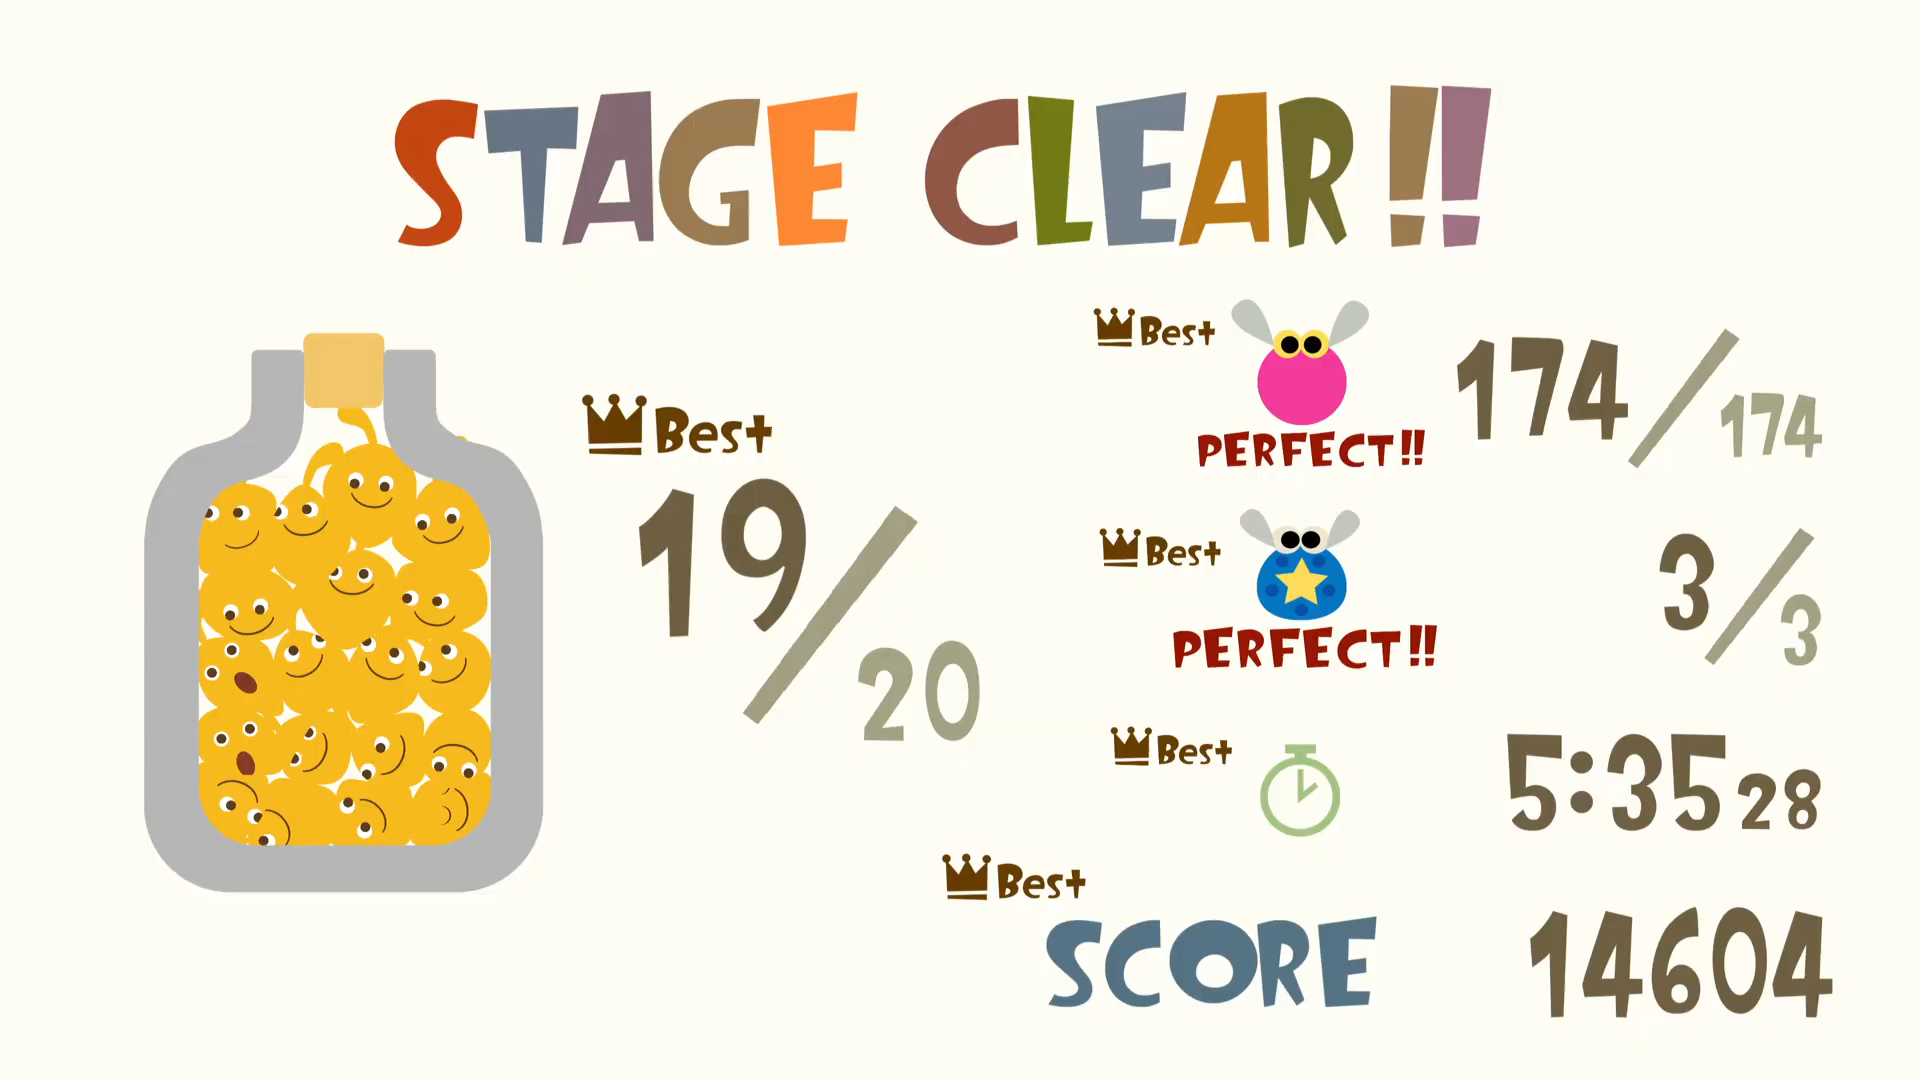 STAGE CLEAR!!
Best
19/20
Best
PERFECT!!
174/174
Best
PERFECT!!
3/3
Best
5:35 28
Best
SCORE 14604